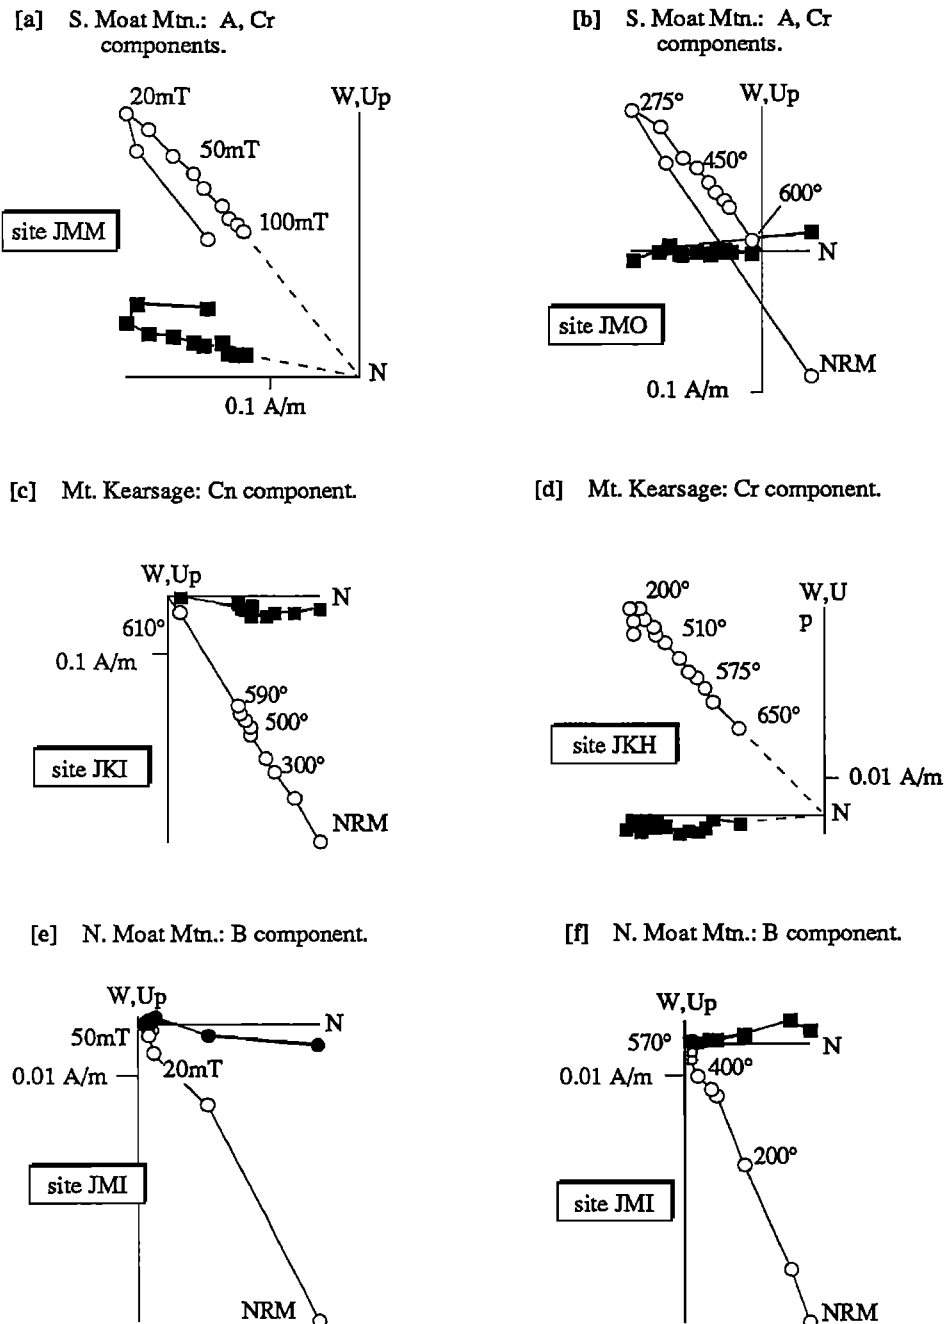 [a] S. Moat Mtn.: A, Cr
components.
20mT
W,Up
50mT
100mT
site JMM
N
0.1 A/m
[b] S. Moat Mtn.: A, Cr
components.
275°
W,Up
450°
600°
N
site JMO
NRM
0.1 A/m
[c] Mt. Kearsage: Cn component.
W,Up
N
610°
0.1 A/m
590°
500°
300°
site JKI
NRM
[d] Mt. Kearsage: Cr component.
200°
W,U
p
510°
575°
650°
site JKH
0.01 A/m
N
[e] N. Moat Mtn.: B component.
W,Up
N
50mT
20mT
0.01 A/m
site JMI
NRM
[f] N. Moat Mtn.: B component.
W,Up
570°
N
400°
0.01 A/m
200°
site JMI
NRM